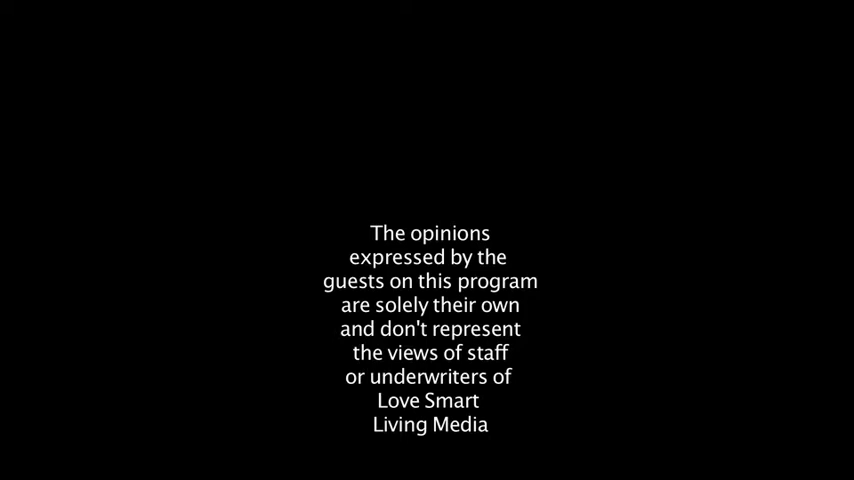 The opinions
expressed by the
guests on this program
are solely their own
and don't represent
the views of staff
or underwriters of
Love Smart
Living Media